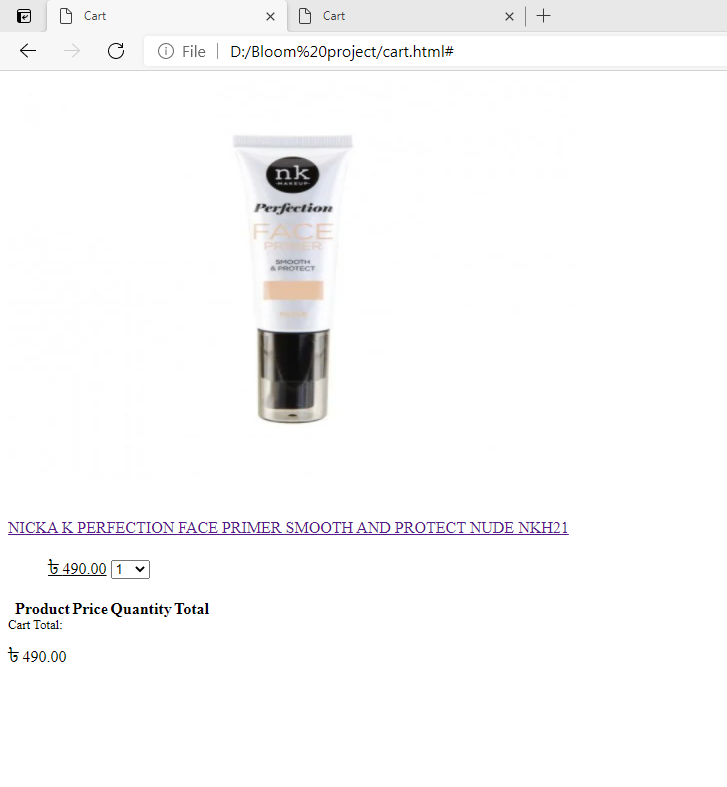 Cart
Cart
File D:/Bloom%20project/cart.html#
nk
MAKEUP
Perfection
FACE
PRIMER
SMOOTH
& PROTECT
NICKA K PERFECTION FACE PRIMER SMOOTH AND PROTECT NUDE NKH21
৳ 490.00 1
Product Price Quantity Total
Cart Total:
৳ 490.00